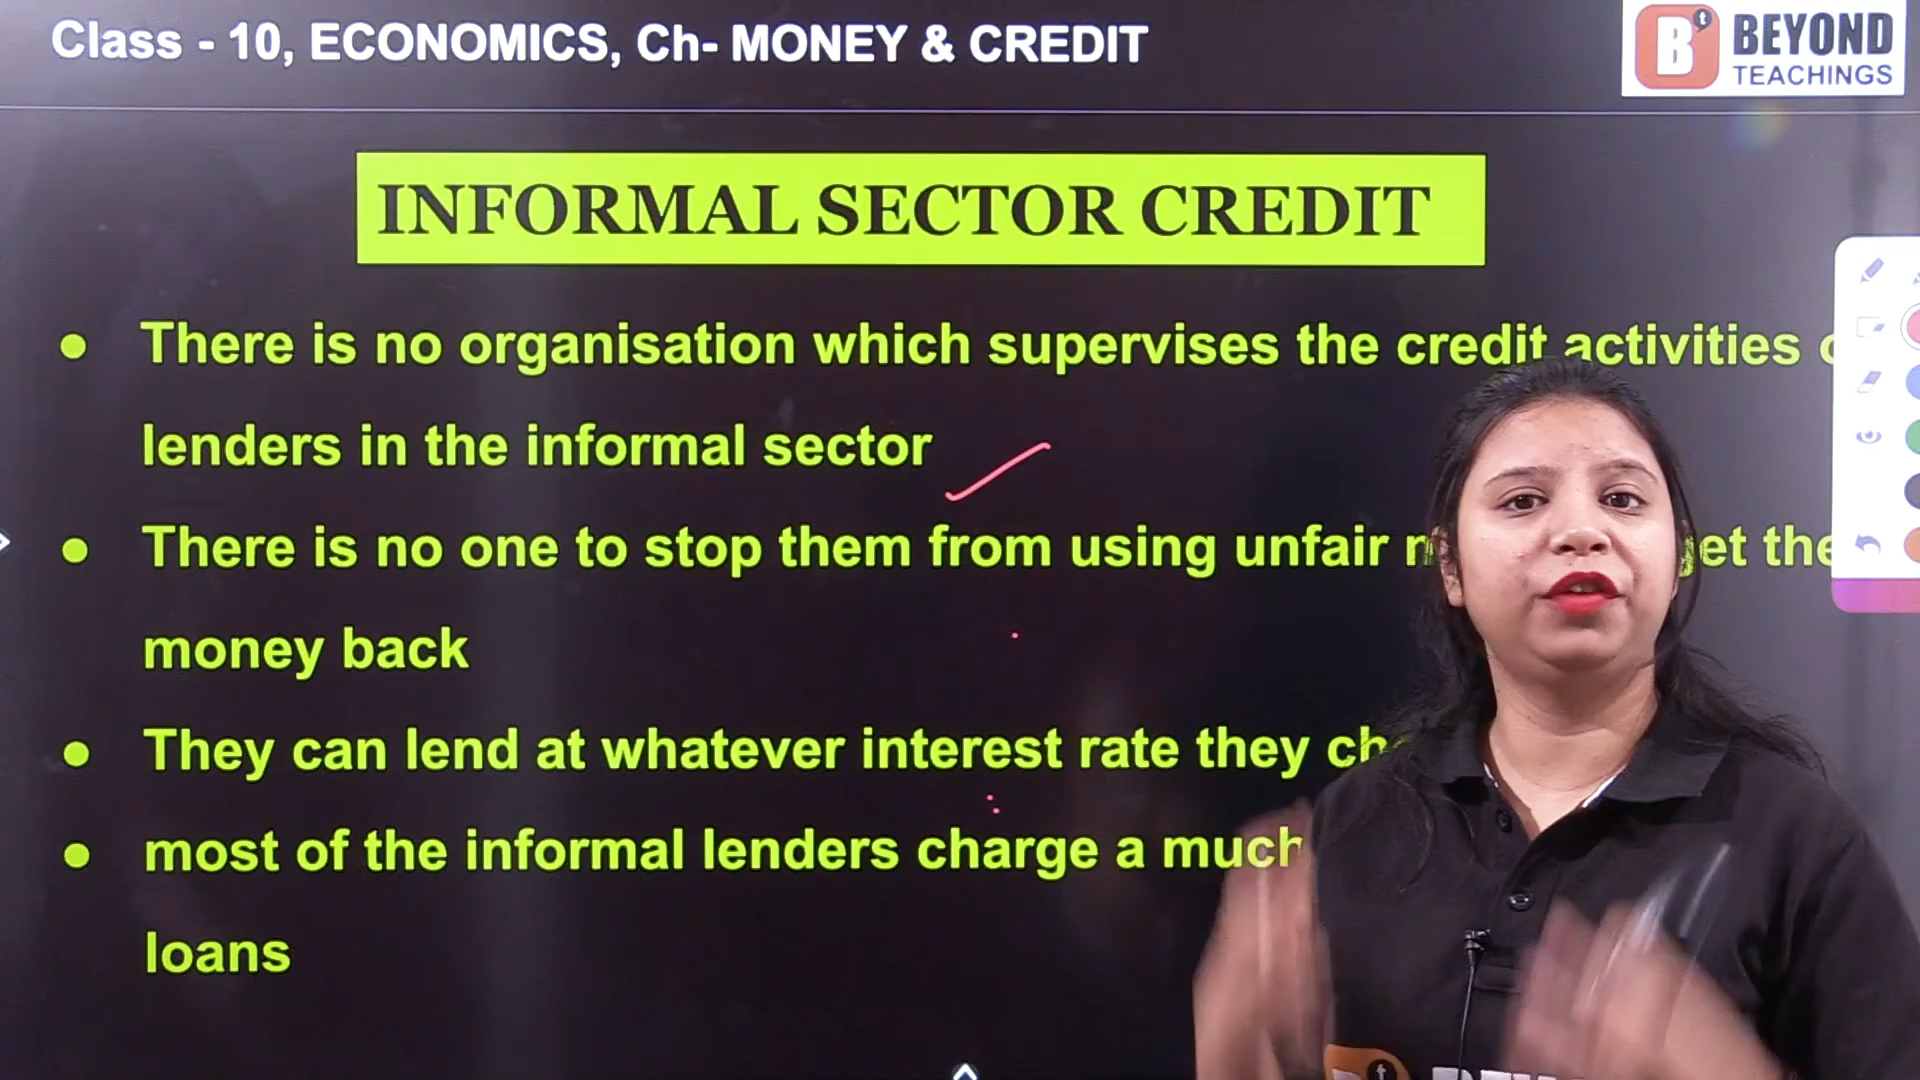 Class - 10, ECONOMICS, Ch- MONEY & CREDIT
BEYOND
TEACHINGS
INFORMAL SECTOR CREDIT
There is no organisation which supervises the credit activities
lenders in the informal sector
There is no one to stop them from using unfair
money back
They can lend at whatever interest rate they
most of the informal lenders charge a much
loans